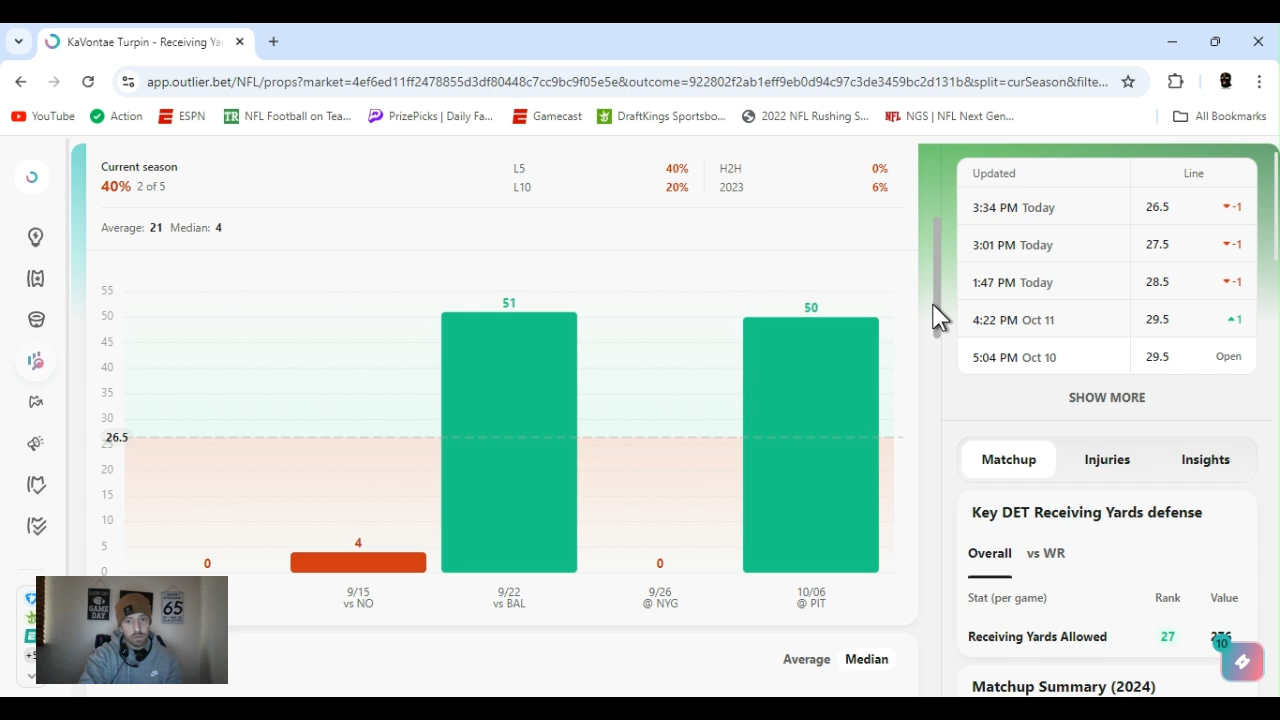 KaVontae Turpin - Receiving Ya
app.outlier.bet/NFL/props?market=4ef6ed11ff2478855d3df80448c7cc9bc9f05e5e&outcome=922802f2ab1eff9eb0d94c97c3de3459bc2d131b&split=curSeason&filte...
YouTube Action ESPN NFL Football on Tea... PrizePicks | Daily Fa... Gamecast DraftKings Sportsbo... 2022 NFL Rushing S... NFL NGS | NFL Next Gen... All Bookmarks
Current season
40% 2 of 5
L5 40% H2H 0%
L10 20% 2023 6%
Average: 21 Median: 4
55
50
45
40
35
30
26.5
25
20
15
10
5
0
0
4
51
0
50
9/15
vs NO
9/22
vs BAL
9/26
@ NYG
10/06
@ PIT
Average Median
Updated Line
3:34 PM Today 26.5 -1
3:01 PM Today 27.5 -1
1:47 PM Today 28.5 -1
4:22 PM Oct 11 29.5 1
5:04 PM Oct 10 29.5 Open
SHOW MORE
Matchup Injuries Insights
Key DET Receiving Yards defense
Overall vs WR
Stat (per game) Rank Value
Receiving Yards Allowed 27 276
10
Matchup Summary (2024)
GAME DAY
65